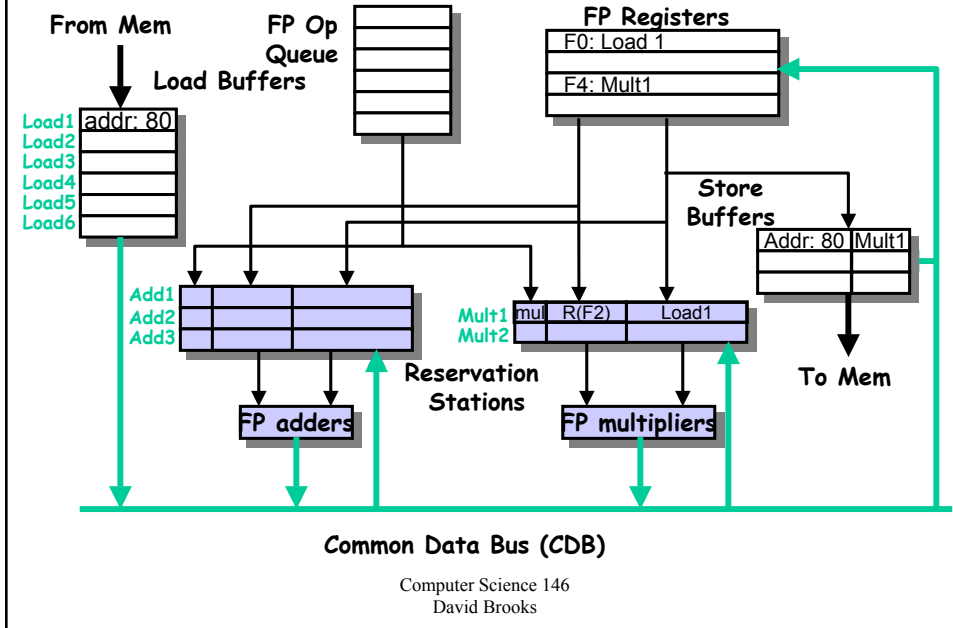 From Mem
FP Op
Queue
FP Registers
F0: Load 1
F4: Mult1
Load Buffers
Load1
addr: 80
Load2
Load3
Load4
Load5
Load6
Store
Buffers
Addr: 80
Mult1
Add1
Add2
Add3
Mult1
mul
R(F2)
Load1
Mult2
Reservation
Stations
To Mem
FP adders
FP multipliers
Common Data Bus (CDB)
Computer Science 146
David Brooks